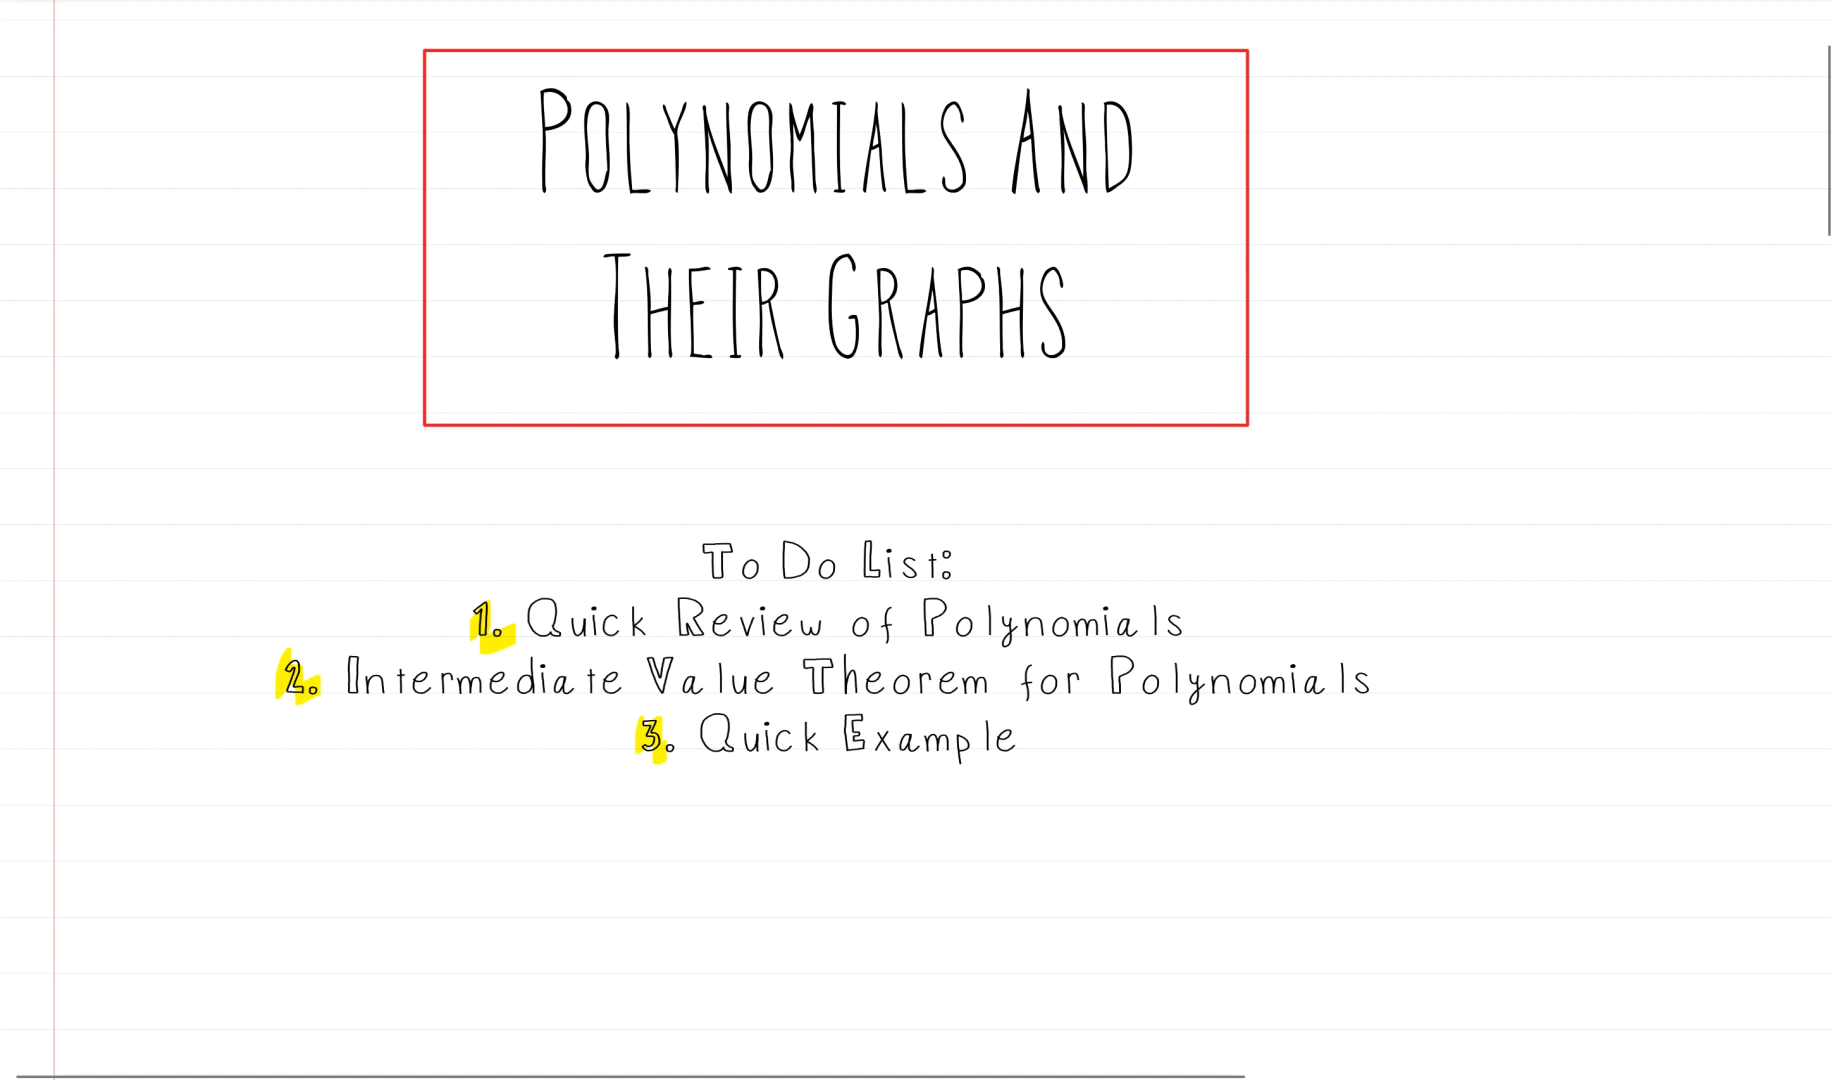 POLYNOMIALS AND
THEIR GRAPHS
To Do List:
1. Quick Review of Polynomials
2. Intermediate Value Theorem for Polynomials
3. Quick Example